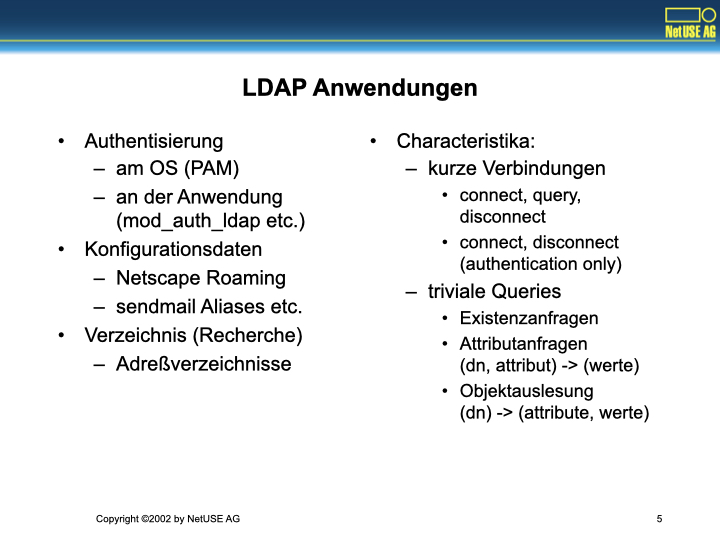 NetUSE AG
LDAP Anwendungen
• Authentisierung
– am OS (PAM)
– an der Anwendung
(mod_auth_ldap etc.)
• Konfigurationsdaten
– Netscape Roaming
– sendmail Aliases etc.
• Verzeichnis (Recherche)
– Adreßverzeichnisse
• Characteristika:
– kurze Verbindungen
• connect, query,
disconnect
• connect, disconnect
(authentication only)
– triviale Queries
• Existenzanfragen
• Attributanfragen
(dn, attribut) -> (werte)
• Objektauslesung
(dn) -> (attribute, werte)
Copyright ©2002 by NetUSE AG
5